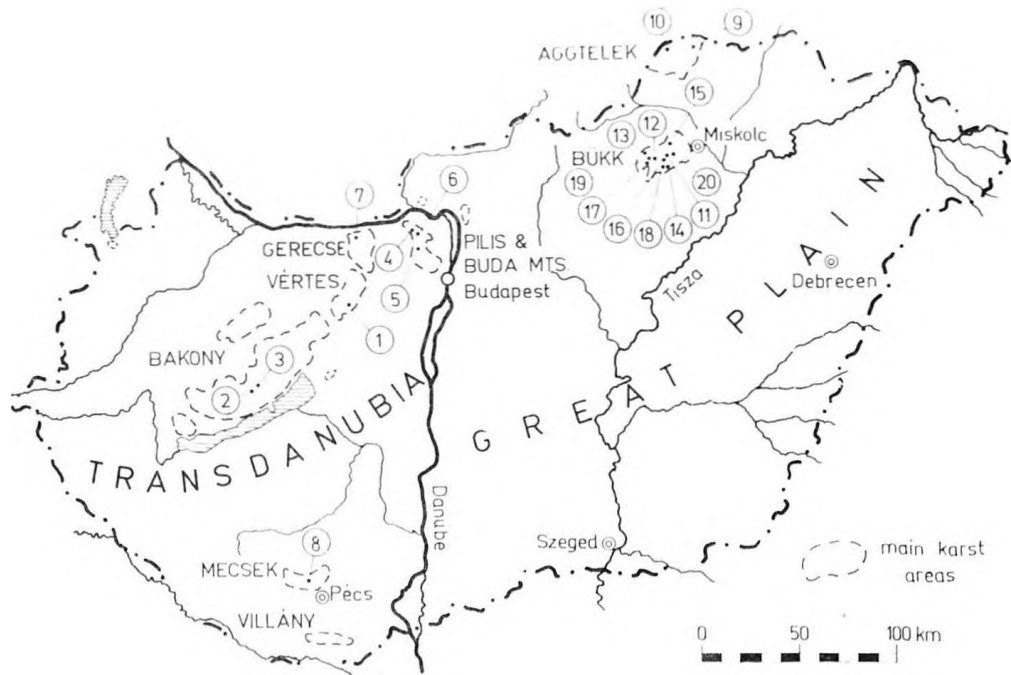 10 9
AGGTELEK
15
13 12
Miskolc
BÜKK
19 20
17 11
16 18 14
7 6
GERECSE
PILIS &
BUDA MTS.
4
VÉRTES
Budapest
5
1
BAKONY
3
2
TRANSDANUBIA
GREAT PLAIN
Tisza
Debrecen
Danube
8
MECSEK
Pécs
VILLÁNY
Szeged
main karst
areas
0 50 100 km